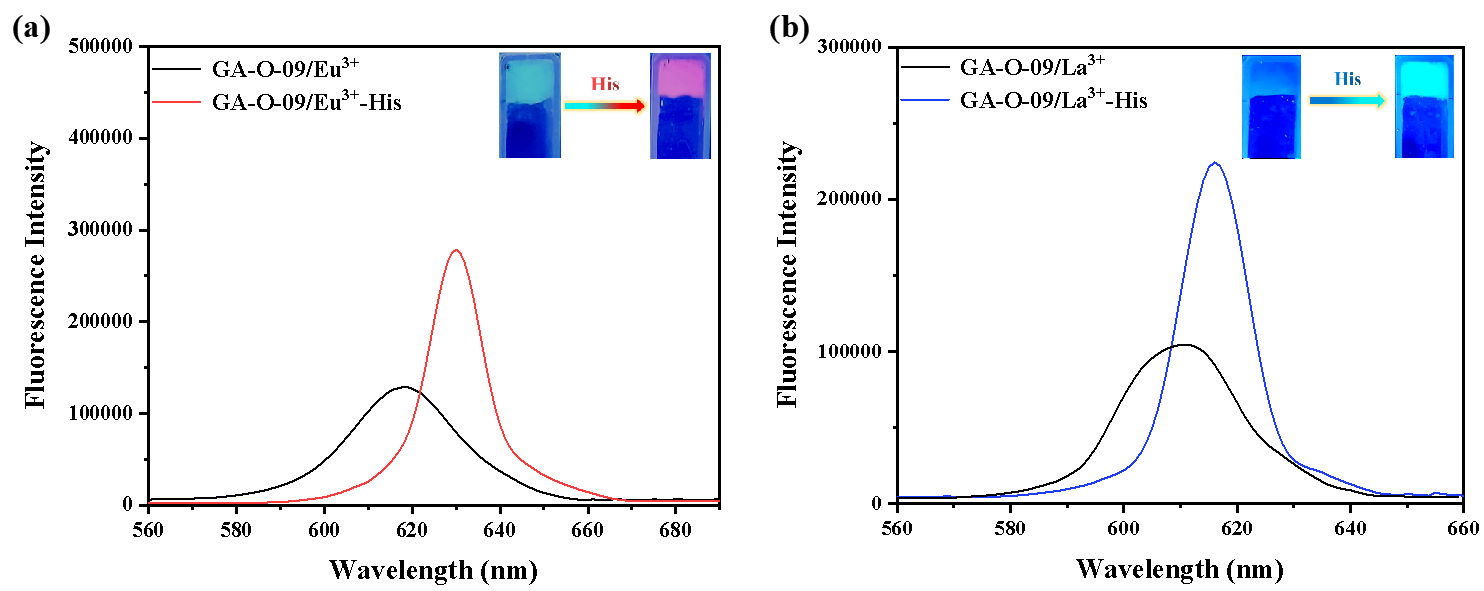 (a)
500000
400000
300000
200000
100000
0
Fluorescence Intensity
GA-O-09/Eu³⁺
GA-O-09/Eu³⁺-His
His
560
580
600
620
640
660
680
Wavelength (nm)
(b)
300000
200000
100000
0
Fluorescence Intensity
GA-O-09/La³⁺
GA-O-09/La³⁺-His
His
560
580
600
620
640
660
Wavelength (nm)